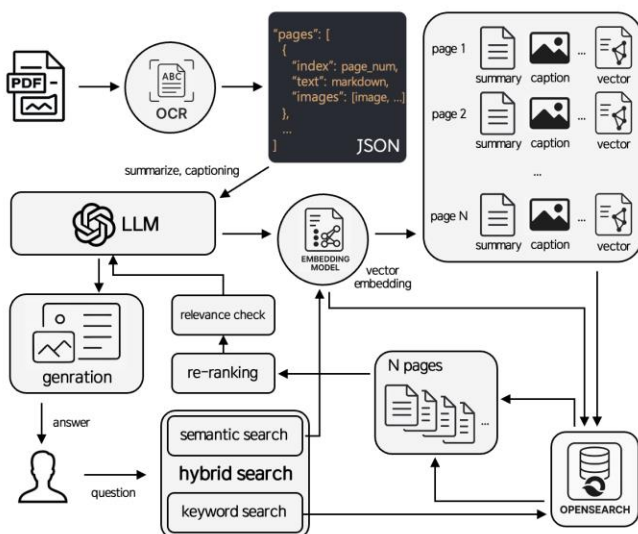 PDF
ABC
OCR
"pages": [
{
"index": page_num,
"text": markdown,
"images": [image, ...]
},
...
]
JSON
page 1
summary
caption
...
vector
page 2
summary
caption
...
vector
...
page N
summary
caption
...
vector
summarize, captioning
LLM
EMBEDDING
MODEL
vector
embedding
genration
relevance check
re-ranking
N pages
...
answer
question
semantic search
hybrid search
keyword search
OPENSEARCH